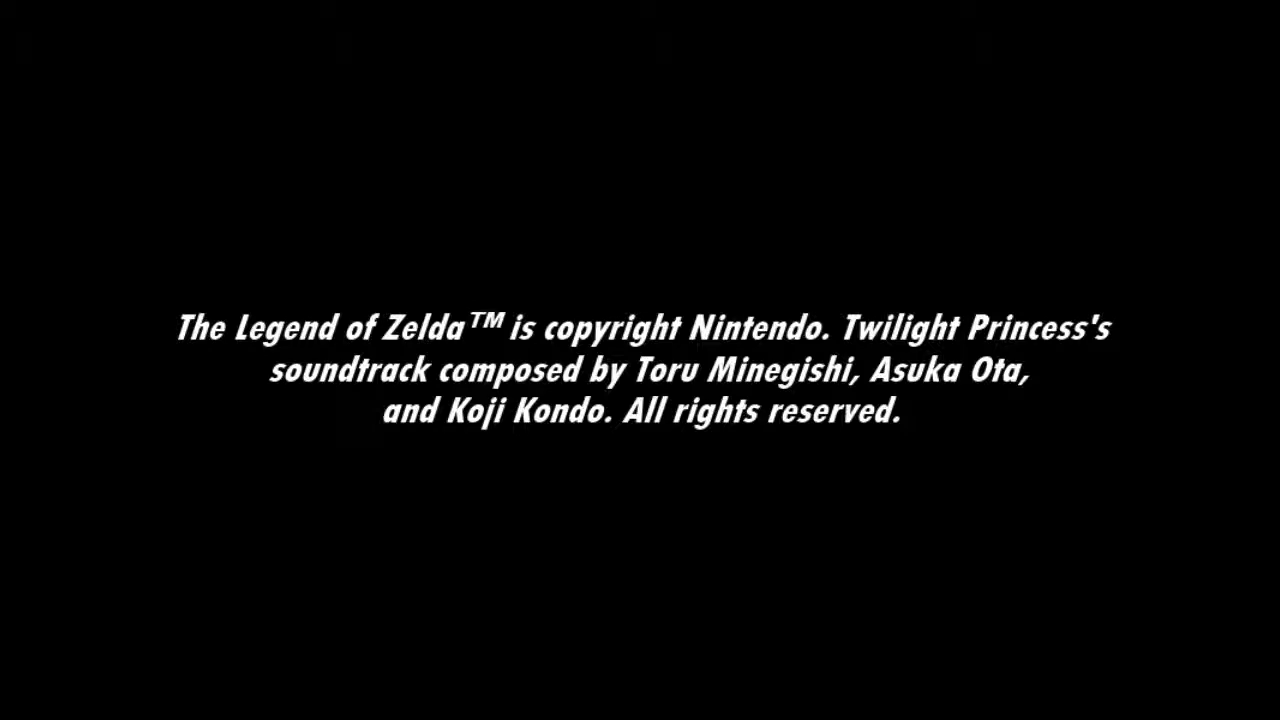 The Legend of Zelda™ is copyright Nintendo. Twilight Princess's
soundtrack composed by Toru Minegishi, Asuka Ota,
and Koji Kondo. All rights reserved.